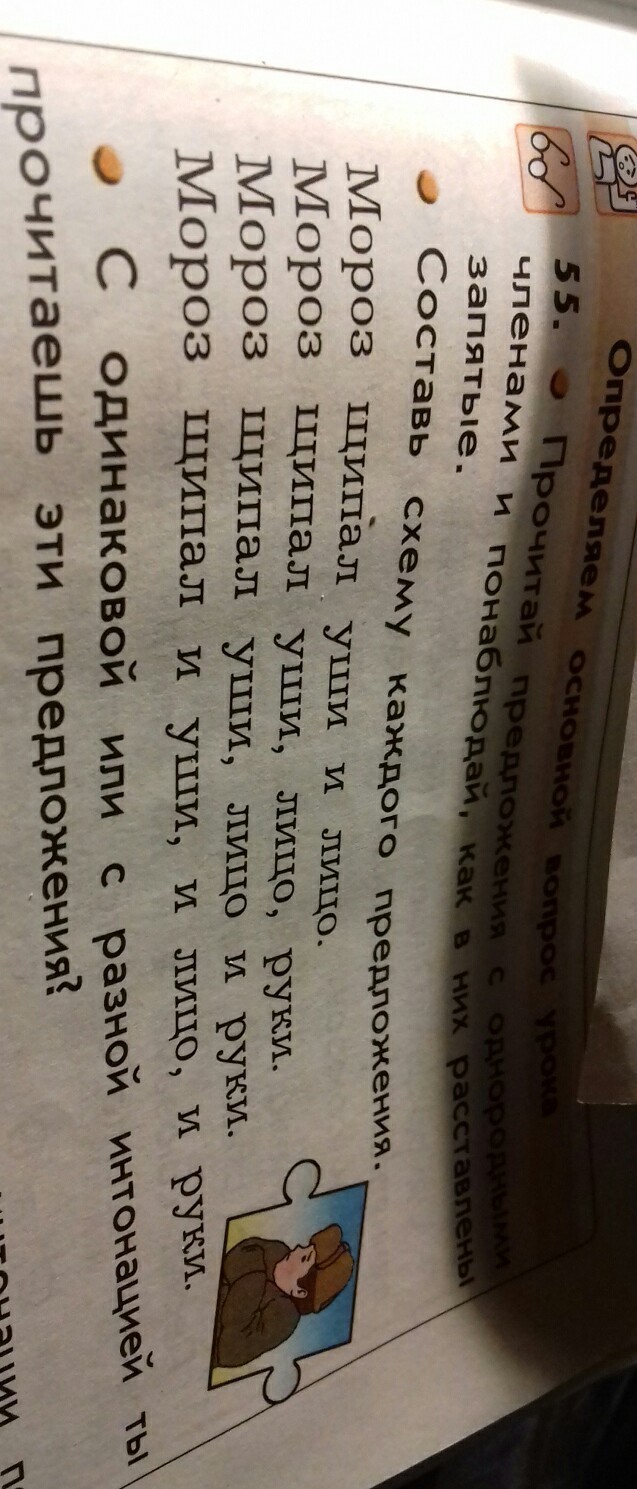 Определяем основной вопрос урока
55. Прочитай предложения с однородными
членами и понаблюдай, как в них расставлены
запятые.
Составь схему каждого предложения.
Мороз щипал уши и лицо.
Мороз щипал уши, лицо, руки.
Мороз щипал уши, лицо и руки.
Мороз щипал и уши, и лицо, и руки.
С одинаковой или с разной интонацией ты
прочитаешь эти предложения?